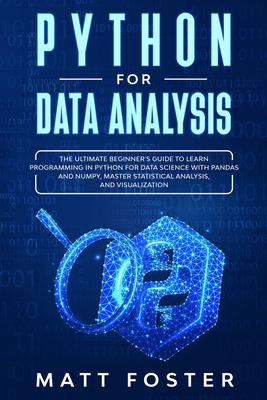 PYTHON
FOR
DATA ANALYSIS
THE ULTIMATE BEGINNER'S GUIDE TO LEARN
PROGRAMMING IN PYTHON FOR DATA SCIENCE WITH PANDAS
AND NUMPY, MASTER STATISTICAL ANALYSIS,
AND VISUALIZATION
MATT FOSTER